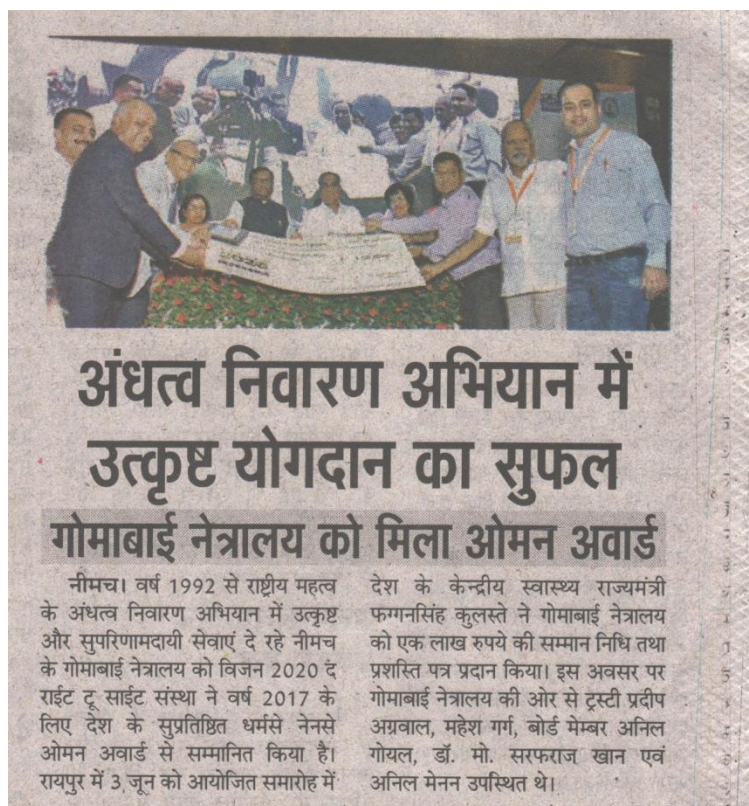 अंधत्व निवारण अभियान में
उत्कृष्ट योगदान का सुफल
गोमाबाई नेत्रालय को मिला ओमन अवार्ड
नीमच। वर्ष 1992 से राष्ट्रीय महत्व
के अंधत्व निवारण अभियान में उत्कृष्ट
और सुपरिणामदायी सेवाएं दे रहे नीमच
के गोमाबाई नेत्रालय को विजन 2020 द
राईट टू साईट संस्था ने वर्ष 2017 के
लिए देश के सुप्रतिष्ठित धर्मसे नेनसे
ओमन अवार्ड से सम्मानित किया है।
रायपुर में 3 जून को आयोजित समारोह में
देश के केन्द्रीय स्वास्थ्य राज्यमंत्री
फग्गनसिंह कुलस्ते ने गोमाबाई नेत्रालय
को एक लाख रुपये की सम्मान निधि तथा
प्रशस्ति पत्र प्रदान किया। इस अवसर पर
गोमाबाई नेत्रालय की ओर से ट्रस्टी प्रदीप
अग्रवाल, महेश गर्ग, बोर्ड मेम्बर अनिल
गोयल, डॉ. मो. सरफराज खान एवं
अनिल मेनन उपस्थित थे।